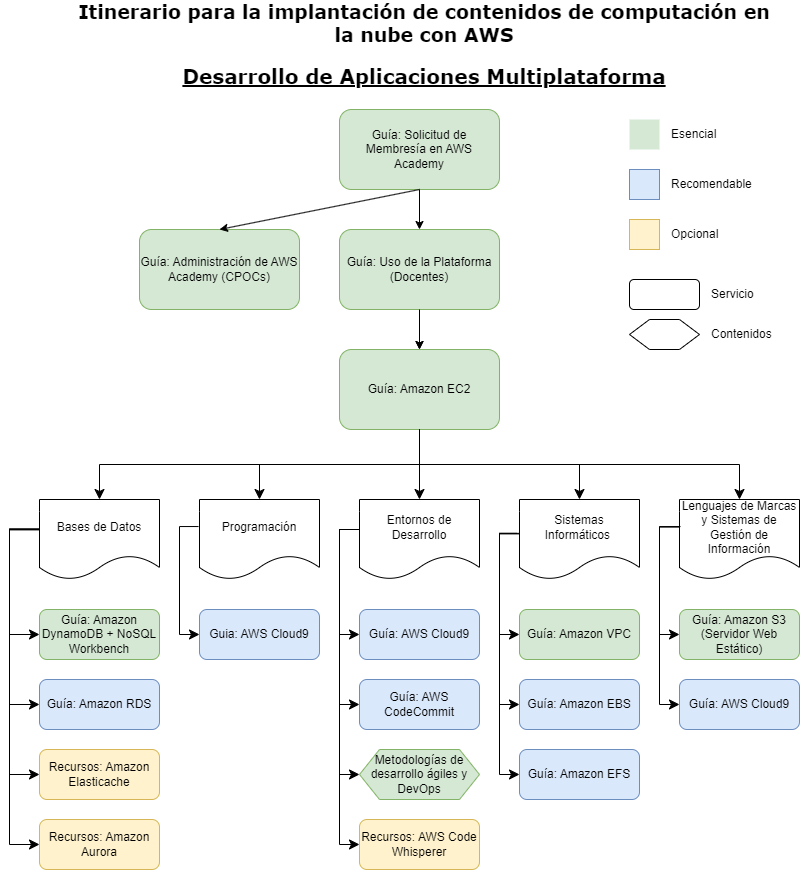 Itinerario para la implantación de contenidos de computación en
la nube con AWS
Desarrollo de Aplicaciones Multiplataforma
Guía: Solicitud de
Membresía en AWS
Academy
Esencial
Recomendable
Opcional
Servicio
Contenidos
Guía: Administración de AWS
Academy (CPOCs)
Guía: Uso de la Plataforma
(Docentes)
Guía: Amazon EC2
Bases de Datos
Programación
Entornos de
Desarrollo
Sistemas
Informáticos
Lenguajes de Marcas
y Sistemas de
Gestión de
Información
Guía: Amazon
DynamoDB + NoSQL
Workbench
Guia: AWS Cloud9
Guía: AWS Cloud9
Guía: Amazon VPC
Guía: Amazon S3
(Servidor Web
Estático)
Guía: Amazon RDS
Guía: AWS
CodeCommit
Guía: Amazon EBS
Guía: AWS Cloud9
Recursos: Amazon
Elasticache
Metodologías de
desarrollo ágiles y
DevOps
Guía: Amazon EFS
Recursos: Amazon
Aurora
Recursos: AWS Code
Whisperer